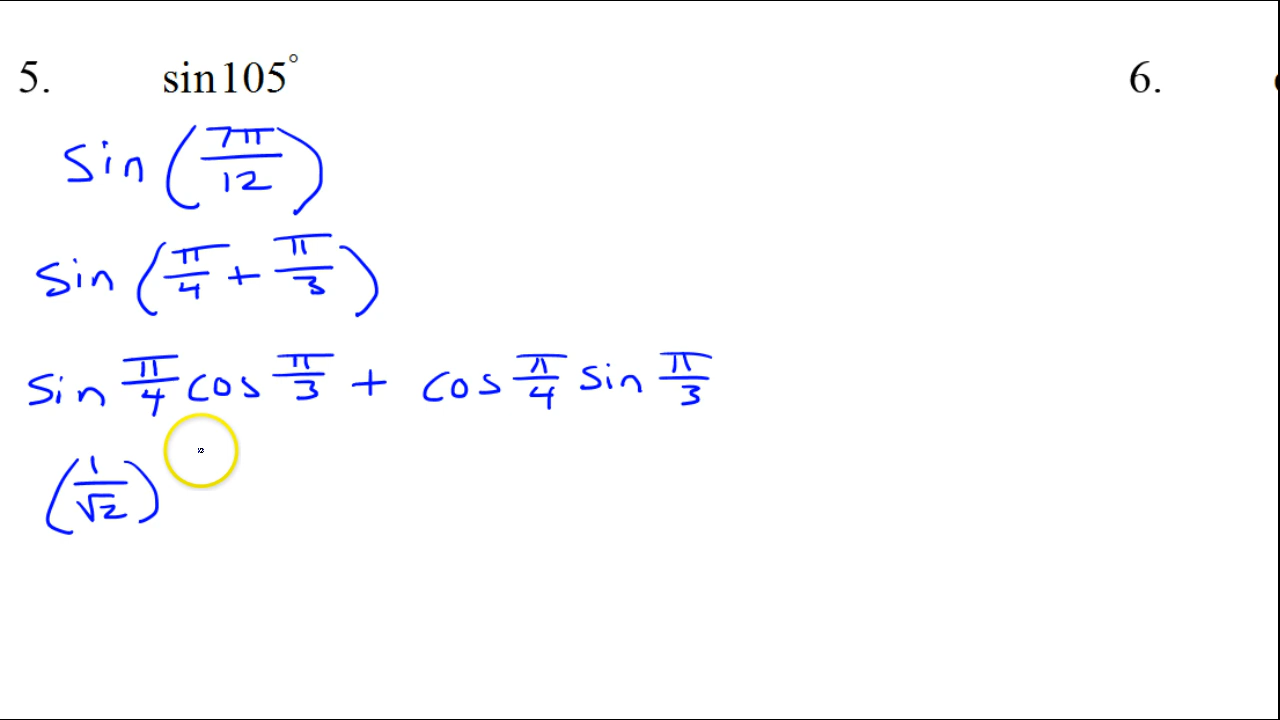 5. sin105° 6.
sin (7π/12)
sin (π/4 + π/3)
sin π/4 cos π/3 + cos π/4 sin π/3
(1/√2)